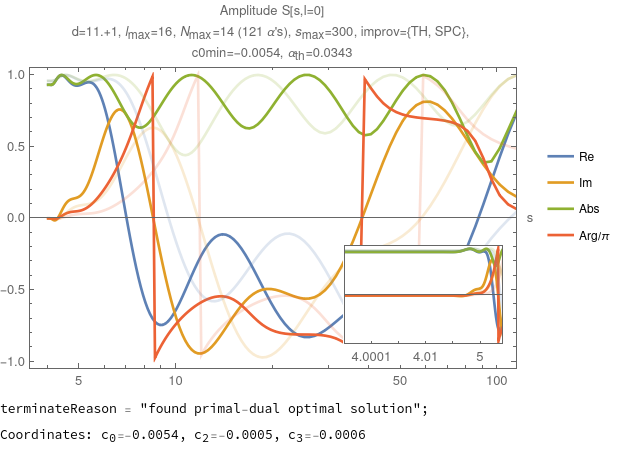 Amplitude S[s,l=0]
d=11.+1, lmax=16, Nmax=14 (121 α's), smax=300, improv={TH, SPC},
c0min=-0.0054, αth=0.0343
1.0
0.5
0.0
-0.5
-1.0
s
Re
Im
Abs
Arg/π
4.0001 4.01 5
5 10 50 100
terminateReason = "found primal-dual optimal solution";
Coordinates: c0=-0.0054, c2=-0.0005, c3=-0.0006